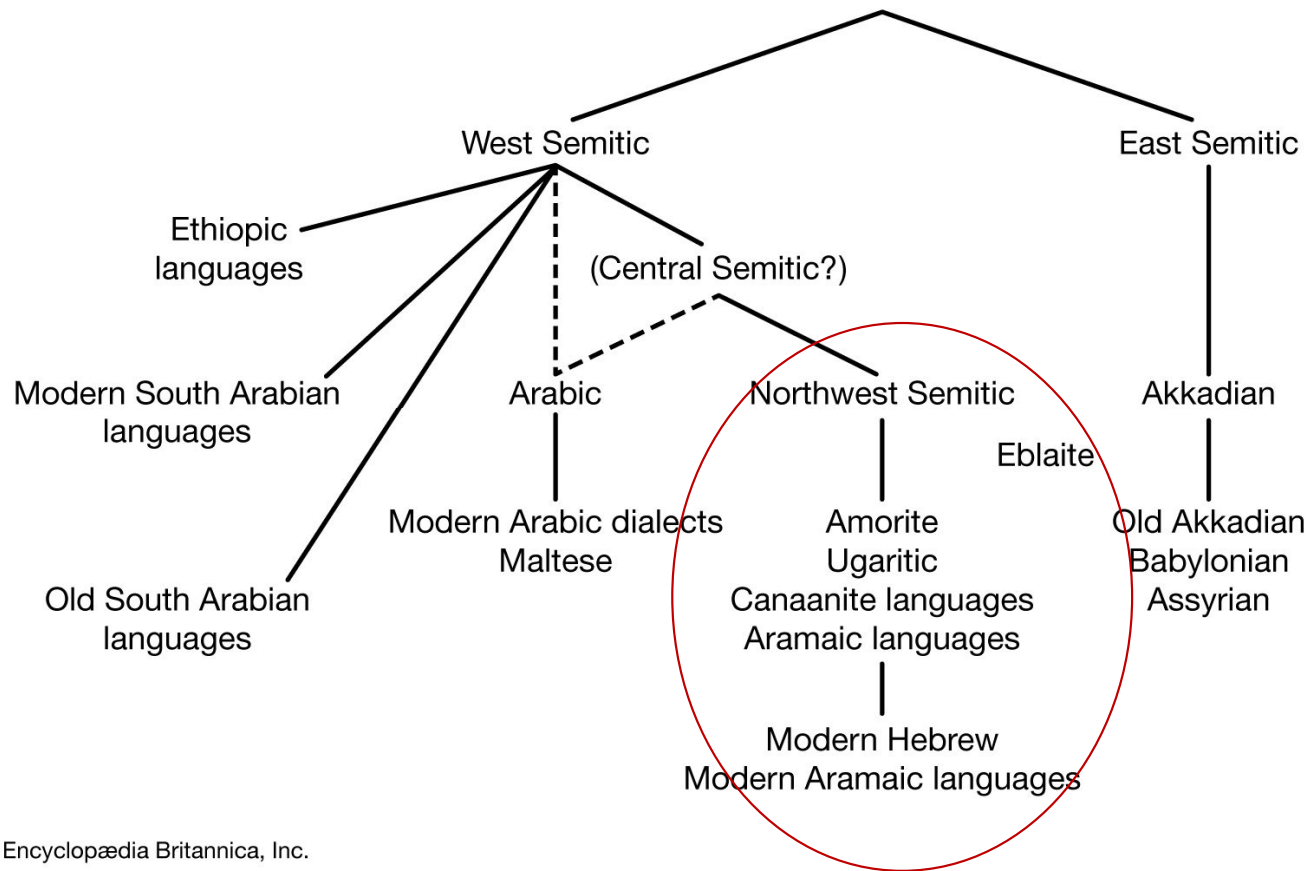 West Semitic
East Semitic
Ethiopic
languages
(Central Semitic?)
Modern South Arabian
languages
Arabic
Northwest Semitic
Akkadian
Eblaite
Modern Arabic dialects
Maltese
Amorite
Ugaritic
Canaanite languages
Aramaic languages
Old Akkadian
Babylonian
Assyrian
Old South Arabian
languages
Modern Hebrew
Modern Aramaic languages
Encyclopædia Britannica, Inc.